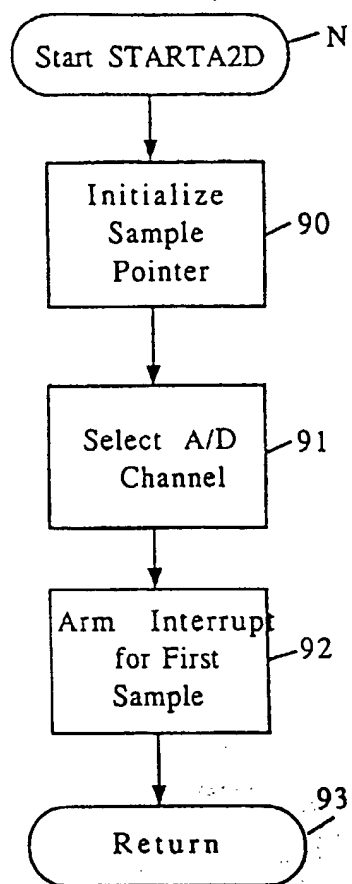 Start STARTA2D
N
Initialize
Sample
Pointer
90
Select A/D
Channel
91
Arm Interrupt
for First
Sample
92
Return
93